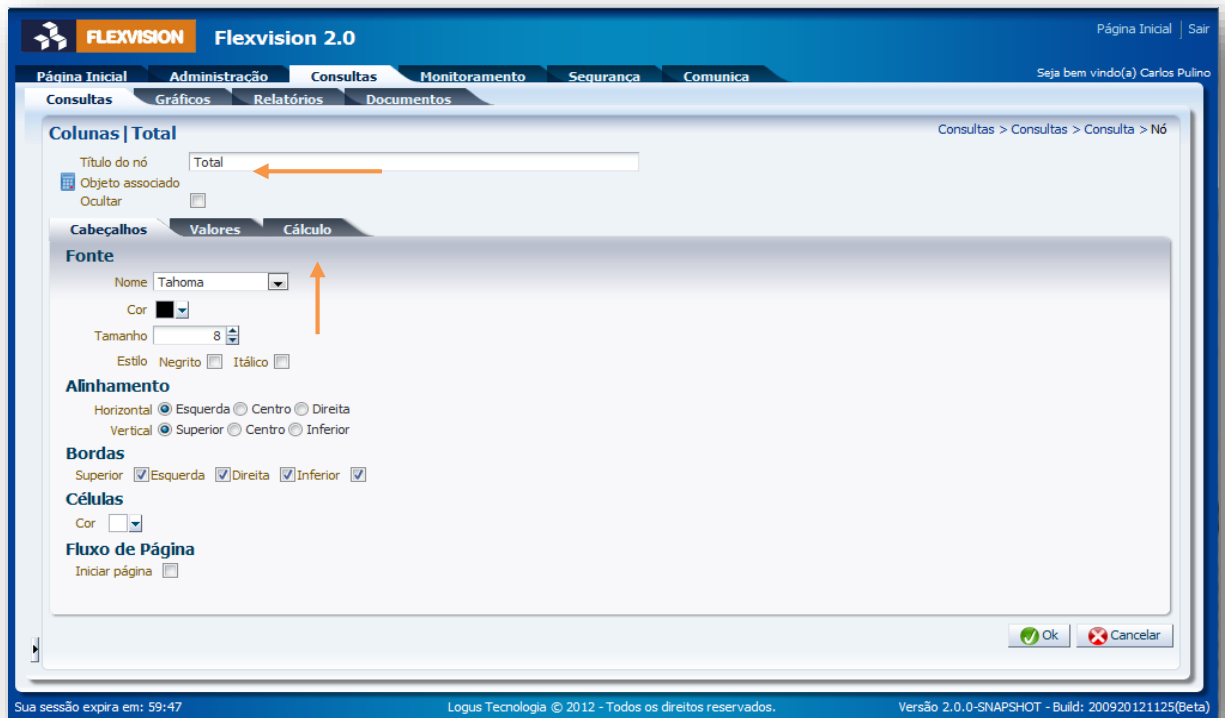 FLEXVISION Flexvision 2.0 Página Inicial Sair
Página Inicial Administração Consultas Monitoramento Segurança Comunica Seja bem vindo(a) Carlos Pulino
Consultas Gráficos Relatórios Documentos
Colunas | Total Consultas > Consultas > Consulta > Nó
Título do nó Total
Objeto associado
Ocultar
Cabeçalhos Valores Cálculo
Fonte
Nome Tahoma
Cor
Tamanho 8
Estilo Negrito Itálico
Alinhamento
Horizontal Esquerda Centro Direita
Vertical Superior Centro Inferior
Bordas
Superior Esquerda Direita Inferior
Células
Cor
Fluxo de Página
Iniciar página
Ok Cancelar
Sua sessão expira em: 59:47 Logus Tecnologia © 2012 - Todos os direitos reservados. Versão 2.0.0-SNAPSHOT - Build: 200920121125(Beta)